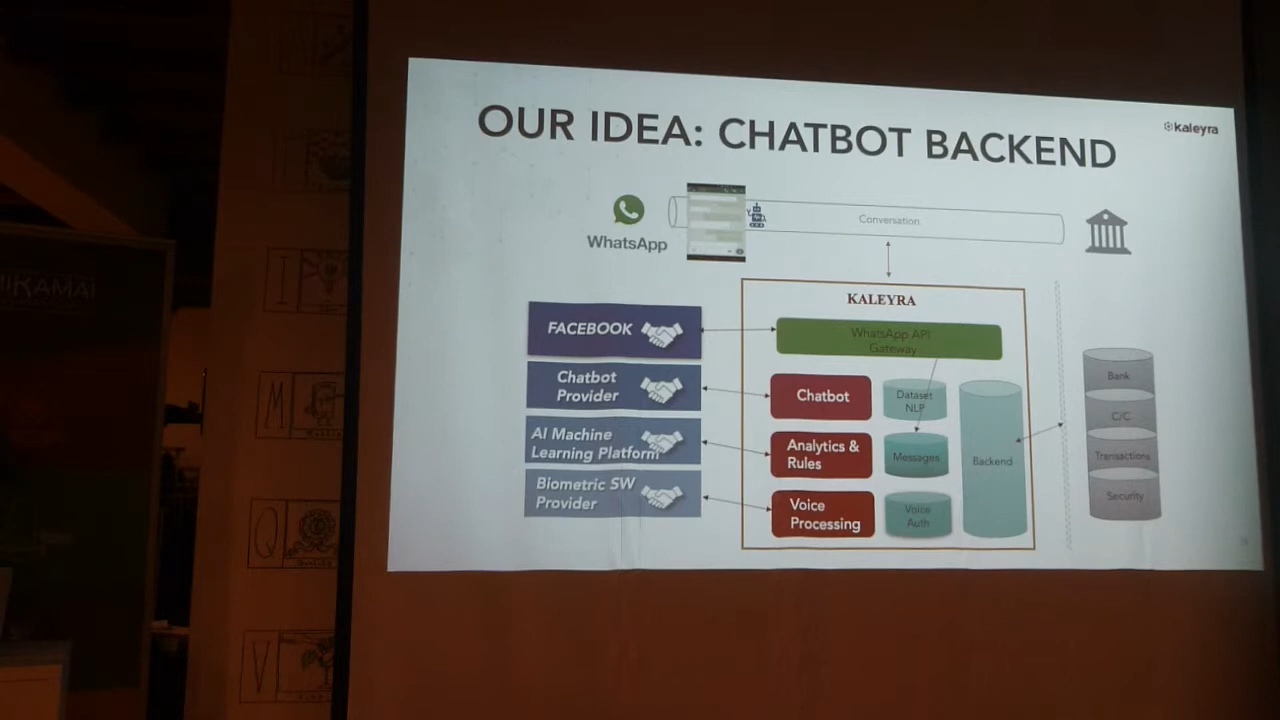 OUR IDEA: CHATBOT BACKEND
kaleyra
WhatsApp
Conversation
KALEYRA
FACEBOOK
WhatsApp API
Gateway
Chatbot
Provider
Chatbot
Dataset
NLP
AI Machine
Learning Platform
Analytics &
Rules
Messages
Backend
Biometric SW
Provider
Voice
Processing
Voice
Auth
Bank
C/C
Transactions
Security
I
M
Q
V